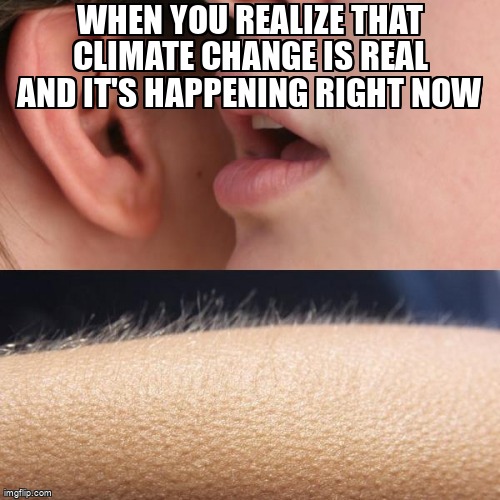 WHEN YOU REALIZE THAT
CLIMATE CHANGE IS REAL
AND IT'S HAPPENING RIGHT NOW
imgflip.com